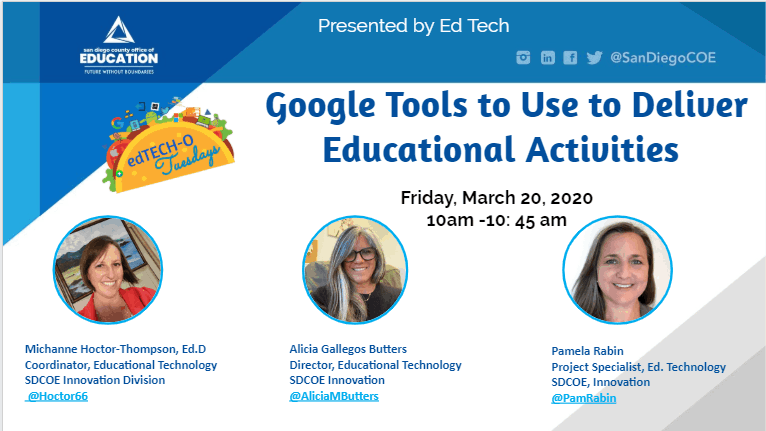 Presented by Ed Tech
san diego county office of
EDUCATION
FUTURE WITHOUT BOUNDARIES
@SanDiegoCOE
Google Tools to Use to Deliver
Educational Activities
edTECH-O
Tuesdays
Friday, March 20, 2020
10am -10: 45 am
Michanne Hoctor-Thompson, Ed.D
Coordinator, Educational Technology
SDCOE Innovation Division
@Hoctor66
Alicia Gallegos Butters
Director, Educational Technology
SDCOE Innovation
@AliciaMButters
Pamela Rabin
Project Specialist, Ed. Technology
SDCOE, Innovation
@PamRabin